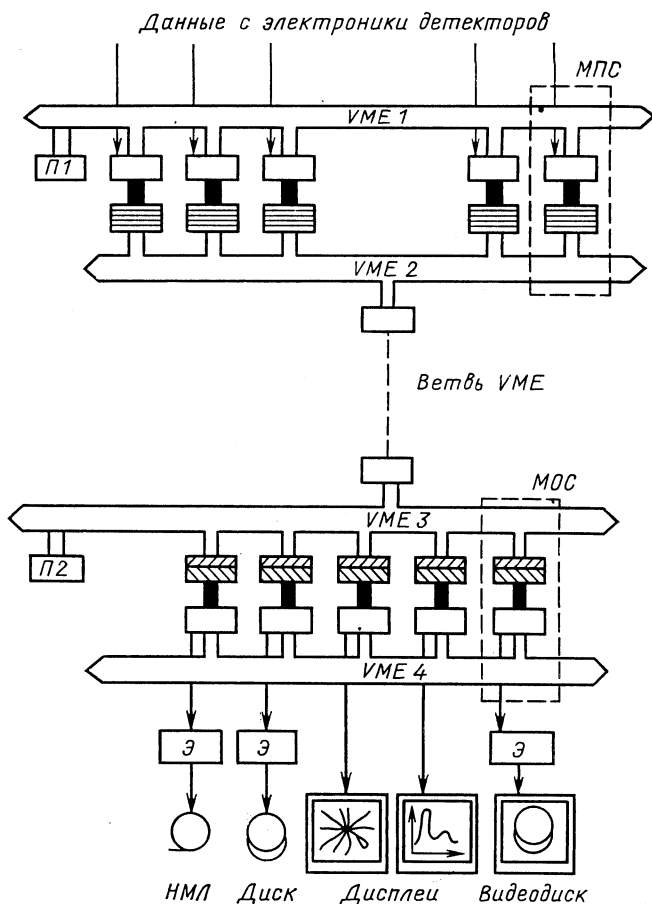 Данные с электроники детекторов
МПС
VME 1
П1
VME 2
Ветвь VME
МОС
VME 3
П2
VME 4
Э Э Э
НМЛ Диск Дисплеи Видеодиск